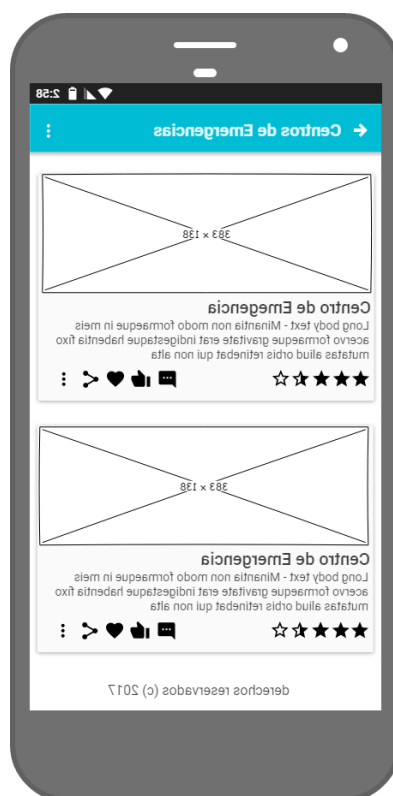 2:58
Centros de Emergencias
383 x 138
Centro de Emegencia
Long body text - Minantia non modo formaeque in meis
acervo formaeque gravitate erat indigestaque habentia fixo
mutatas aliud orbis retinebat qui non alta
383 x 138
Centro de Emergencia
Long body text - Minantia non modo formaeque in meis
acervo formaeque gravitate erat indigestaque habentia fixo
mutatas aliud orbis retinebat qui non alta
derechos reservados (c) 2017